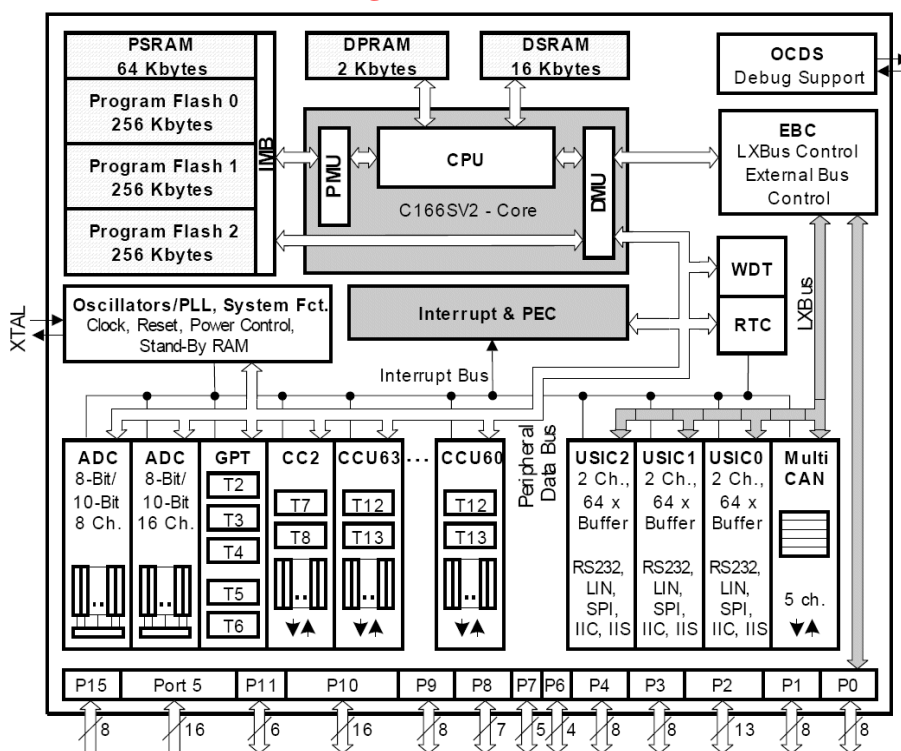 PSRAM
64 Kbytes
Program Flash 0
256 Kbytes
Program Flash 1
256 Kbytes
Program Flash 2
256 Kbytes
IMB
DPRAM
2 Kbytes
DSRAM
16 Kbytes
OCDS
Debug Support
PMU
CPU
DMU
C166SV2 - Core
EBC
LXBus Control
External Bus
Control
WDT
RTC
LXBus
XTAL
Oscillators/PLL, System Fct.
Clock, Reset, Power Control,
Stand-By RAM
Interrupt & PEC
Interrupt Bus
Peripheral
Data Bus
ADC
8-Bit/
10-Bit
8 Ch.
ADC
8-Bit/
10-Bit
16 Ch.
GPT
T2
T3
T4
T5
T6
CC2
T7
T8
CCU63
T12
T13
...
CCU60
T12
T13
USIC2
2 Ch.,
64 x
Buffer
RS232,
LIN,
SPI,
IIC, IIS
USIC1
2 Ch.,
64 x
Buffer
RS232,
LIN,
SPI,
IIC, IIS
USIC0
2 Ch.,
64 x
Buffer
RS232,
LIN,
SPI,
IIC, IIS
Multi
CAN
5 ch.
P15 Port 5 P11 P10 P9 P8 P7 P6 P4 P3 P2 P1 P0
8 16 6 16 8 7 5 4 8 8 13 8 8